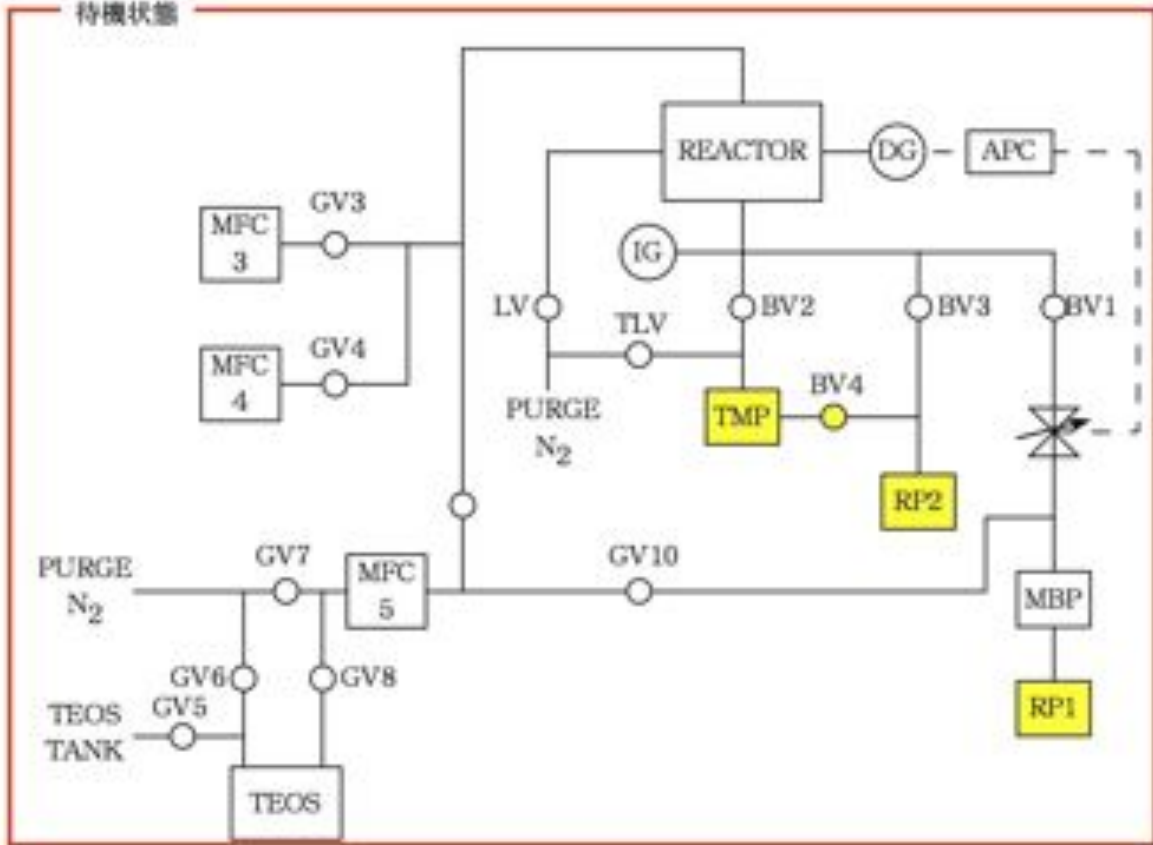 待機状態
REACTOR
DG
APC
GV3
MFC
3
IG
LV
TLV
BV2
BV3
BV1
GV4
MFC
4
BV4
PURGE
N2
TMP
RP2
PURGE
N2
GV7
MFC
5
GV10
MBP
GV6
GV8
TEOS
TANK
GV5
RP1
TEOS